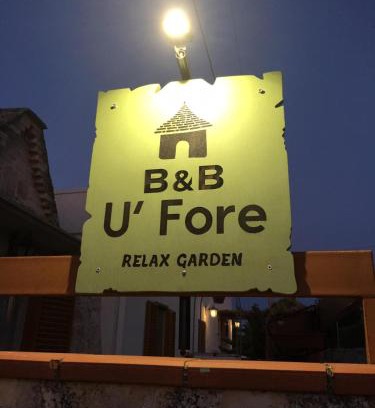 B&B
U' Fore
RELAX GARDEN